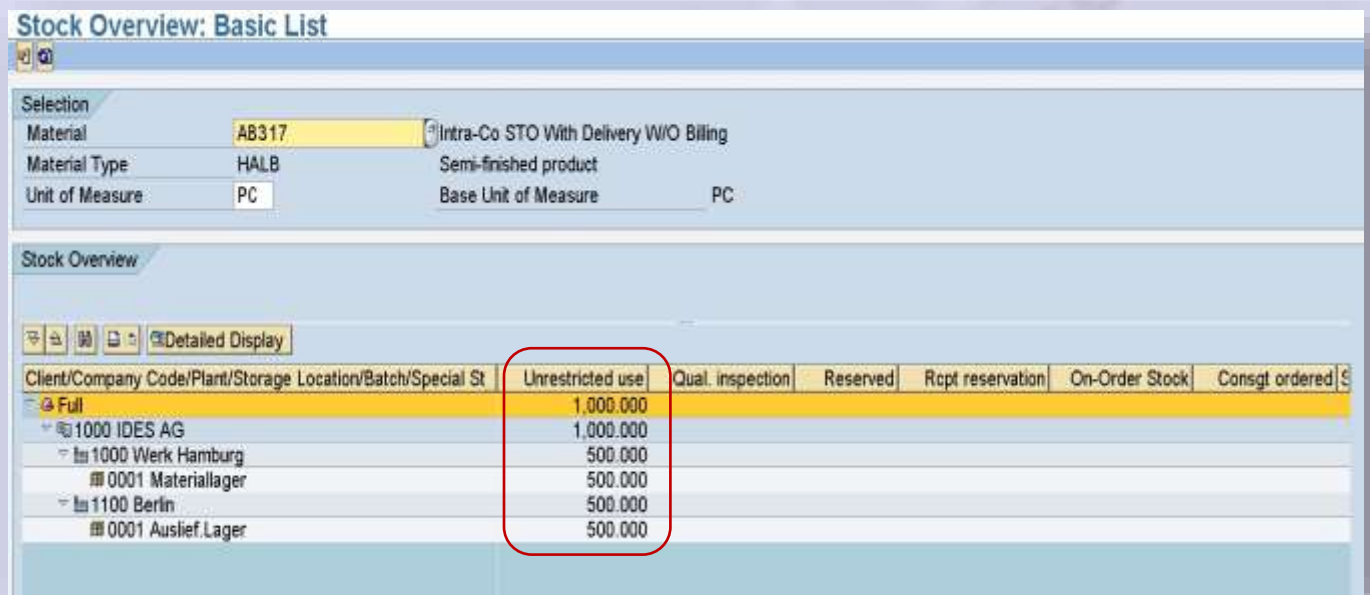 Stock Overview: Basic List
Selection
Material AB317 Intra-Co STO With Delivery W/O Billing
Material Type HALB Semi-finished product
Unit of Measure PC Base Unit of Measure PC
Stock Overview
Detailed Display
Client/Company Code/Plant/Storage Location/Batch/Special St Unrestricted use Qual. inspection Reserved Rcpt reservation On-Order Stock Consgt ordered S
Full 1,000.000
1000 IDES AG 1,000.000
1000 Werk Hamburg 500.000
0001 Materiallager 500.000
1100 Berlin 500.000
0001 Auslief.Lager 500.000